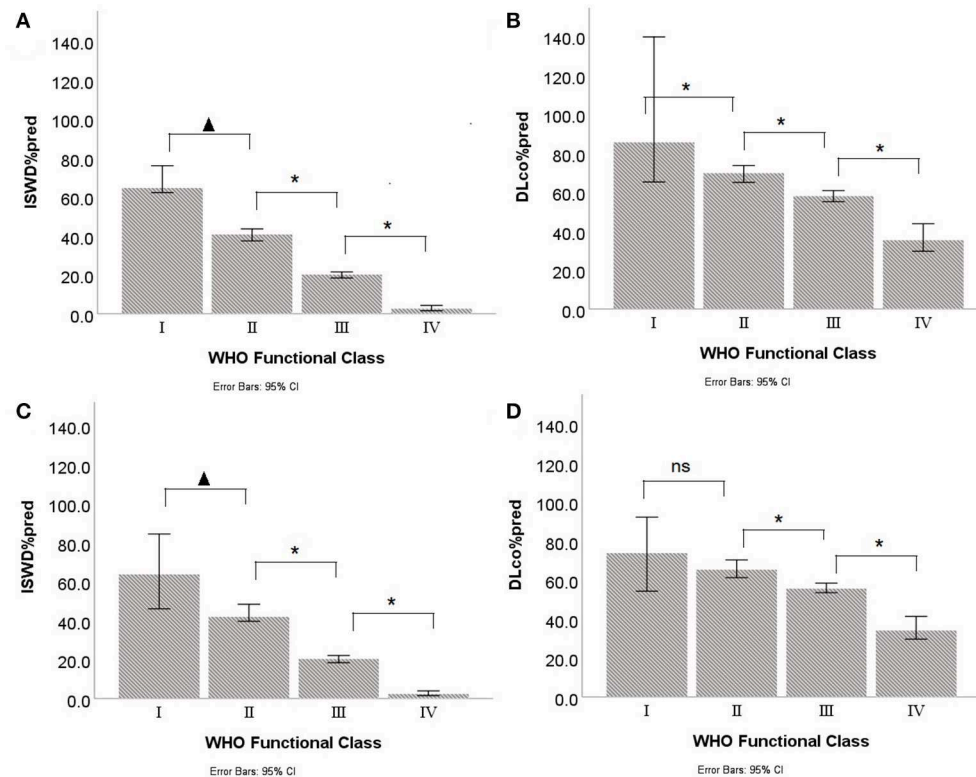 A
ISWD%pred
140.0
120.0
100.0
80.0
60.0
40.0
20.0
0.0
▲
*
*
I II III IV
WHO Functional Class
Error Bars: 95% CI
B
DLco%pred
140.0
120.0
100.0
80.0
60.0
40.0
20.0
0.0
*
*
*
I II III IV
WHO Functional Class
Error Bars: 95% CI
C
ISWD%pred
140.0
120.0
100.0
80.0
60.0
40.0
20.0
0.0
▲
*
*
I II III IV
WHO Functional Class
Error Bars: 95% CI
D
DLco%pred
140.0
120.0
100.0
80.0
60.0
40.0
20.0
0.0
ns
*
*
I II III IV
WHO Functional Class
Error Bars: 95% CI